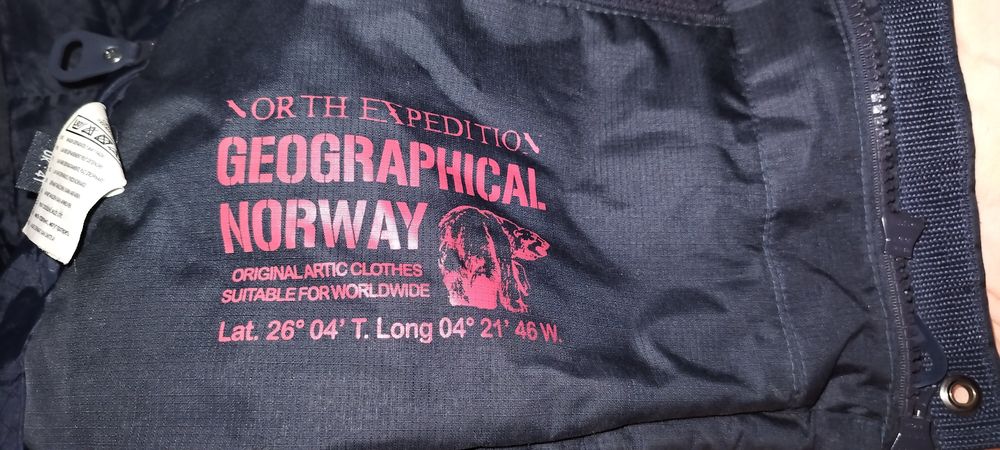 NORTH EXPEDITION
GEOGRAPHICAL
NORWAY
ORIGINAL ARTIC CLOTHES
SUITABLE FOR WORLDWIDE
Lat. 26° 04' T. Long 04° 21' 46 W.